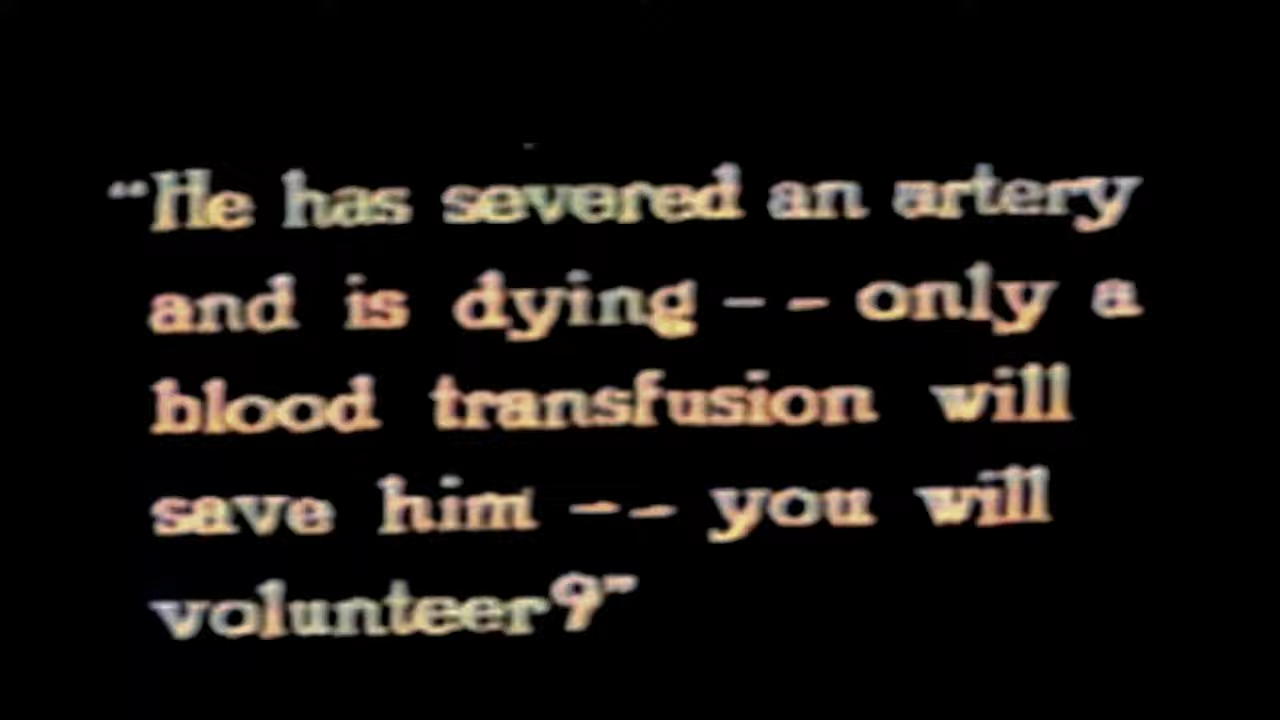 “He has severed an artery
and is dying -- only a
blood transfusion will
save him -- you will
volunteer?”